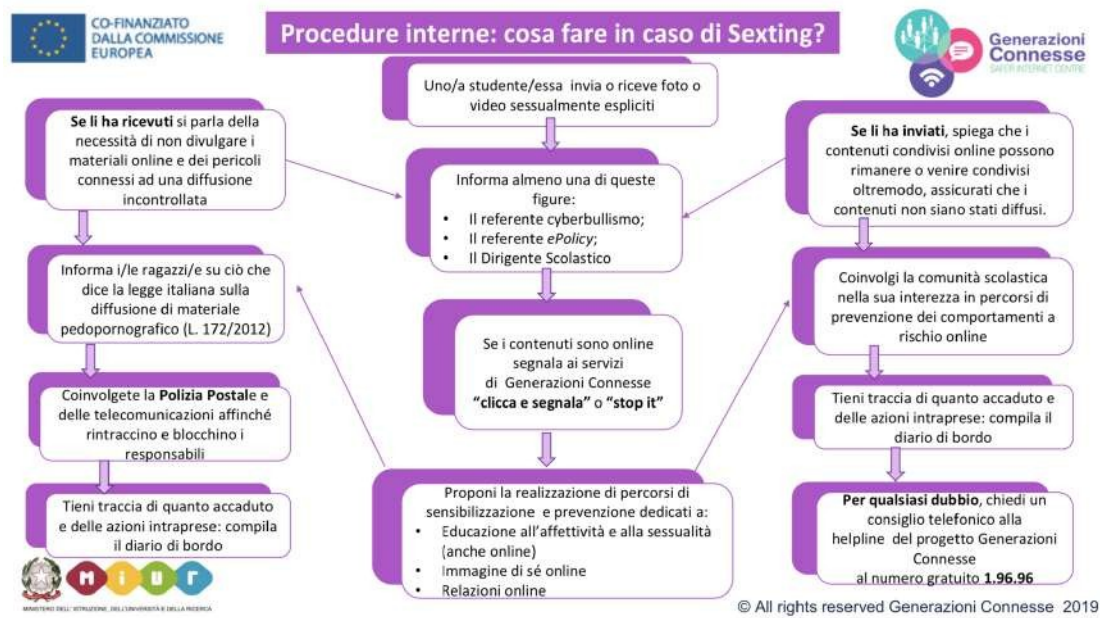 CO-FINANZIATO
DALLA COMMISSIONE
EUROPEA
Procedure interne: cosa fare in caso di Sexting?
Generazioni
Connesse
SAFER INTERNET CENTRE
Uno/a studente/essa invia o riceve foto o
video sessualmente espliciti
Se li ha ricevuti si parla della
necessità di non divulgare i
materiali online e dei pericoli
connessi ad una diffusione
incontrollata
Informa i/le ragazzi/e su ciò che
dice la legge italiana sulla
diffusione di materiale
pedopornografico (L. 172/2012)
Coinvolgete la Polizia Postale e
delle telecomunicazioni affinché
rintraccino e blocchino i
responsabili
Tieni traccia di quanto accaduto
e delle azioni intraprese: compila
il diario di bordo
Informa almeno una di queste
figure:
• Il referente cyberbullismo;
• Il referente ePolicy;
• Il Dirigente Scolastico
Se i contenuti sono online
segnala ai servizi
di Generazioni Connesse
“clicca e segnala” o “stop it”
Proponi la realizzazione di percorsi di
sensibilizzazione e prevenzione dedicati a:
• Educazione all’affettività e alla sessualità
(anche online)
• Immagine di sé online
• Relazioni online
Se li ha inviati, spiega che i
contenuti condivisi online possono
rimanere o venire condivisi
oltremodo, assicurati che i
contenuti non siano stati diffusi.
Coinvolgi la comunità scolastica
nella sua interezza in percorsi di
prevenzione dei comportamenti a
rischio online
Tieni traccia di quanto accaduto e
delle azioni intraprese: compila il
diario di bordo
Per qualsiasi dubbio, chiedi un
consiglio telefonico alla
helpline del progetto Generazioni
Connesse
al numero gratuito 1.96.96
MIUR
MINISTERO DELL'ISTRUZIONE, DELL'UNIVERSITÀ E DELLA RICERCA
© All rights reserved Generazioni Connesse 2019